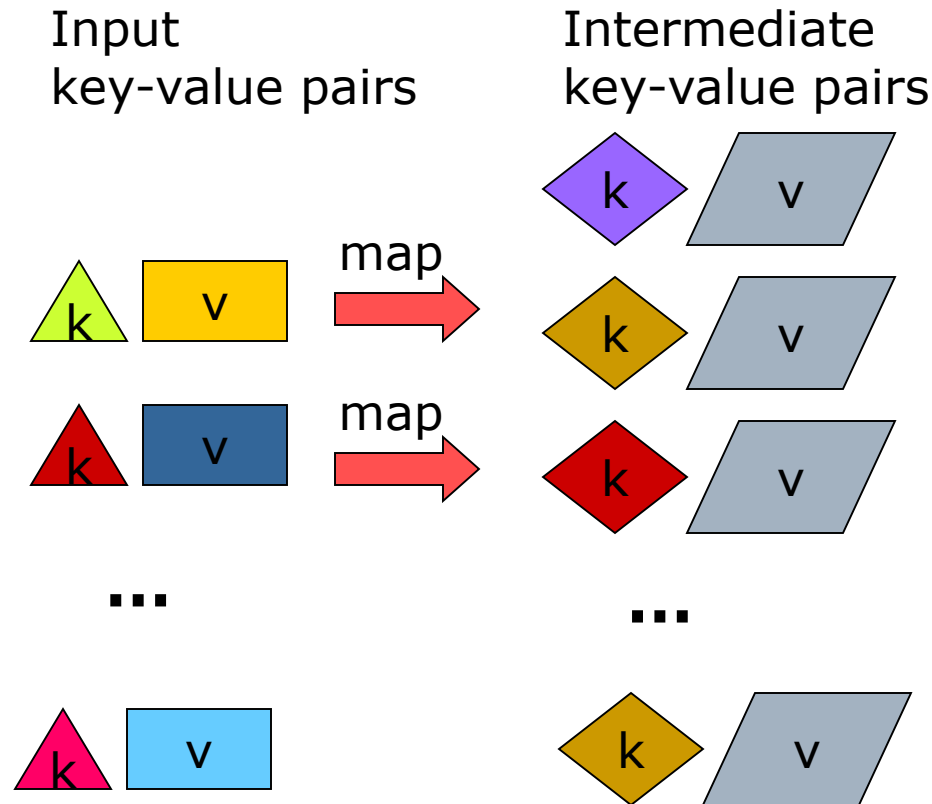 Input
key-value pairs
Intermediate
key-value pairs
k v
k v
map
k v
k v
map
k v
...
...
k v
k v